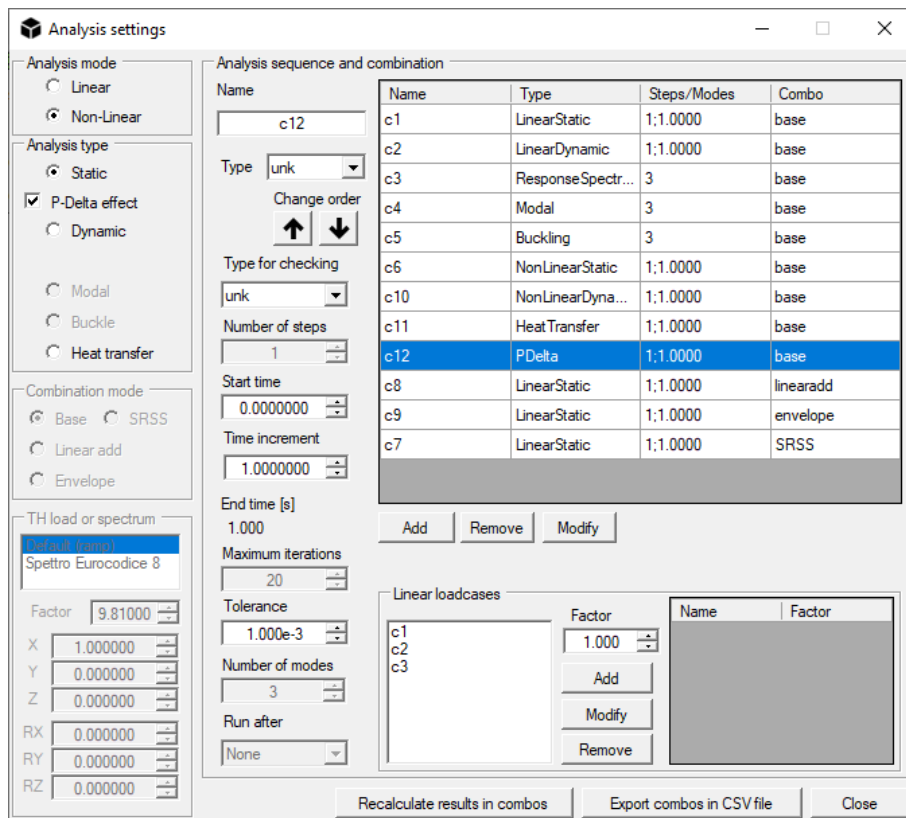 Analysis settings
Analysis mode
Linear
Non-Linear
Analysis type
Static
P-Delta effect
Dynamic
Modal
Buckle
Heat transfer
Combination mode
Base SRSS
Linear add
Envelope
TH load or spectrum
Default (ramp)
Spettro Eurocodice 8
Factor 9.81000
X 1.000000
Y 0.000000
Z 0.000000
RX 0.000000
RY 0.000000
RZ 0.000000
Analysis sequence and combination
Name
c12
Type unk
Change order
Type for checking
unk
Number of steps
1
Start time
0.0000000
Time increment
1.0000000
End time [s]
1.000
Maximum iterations
20
Tolerance
1.000e-3
Number of modes
3
Run after
None
Name Type Steps/Modes Combo
c1 LinearStatic 1;1.0000 base
c2 LinearDynamic 1;1.0000 base
c3 ResponseSpectr... 3 base
c4 Modal 3 base
c5 Buckling 3 base
c6 NonLinearStatic 1;1.0000 base
c10 NonLinearDyna... 1;1.0000 base
c11 HeatTransfer 1;1.0000 base
c12 PDelta 1;1.0000 base
c8 LinearStatic 1;1.0000 linearadd
c9 LinearStatic 1;1.0000 envelope
c7 LinearStatic 1;1.0000 SRSS
Add Remove Modify
Linear loadcases
c1
c2
c3
Factor
1.000
Add
Modify
Remove
Name Factor
Recalculate results in combos Export combos in CSV file Close